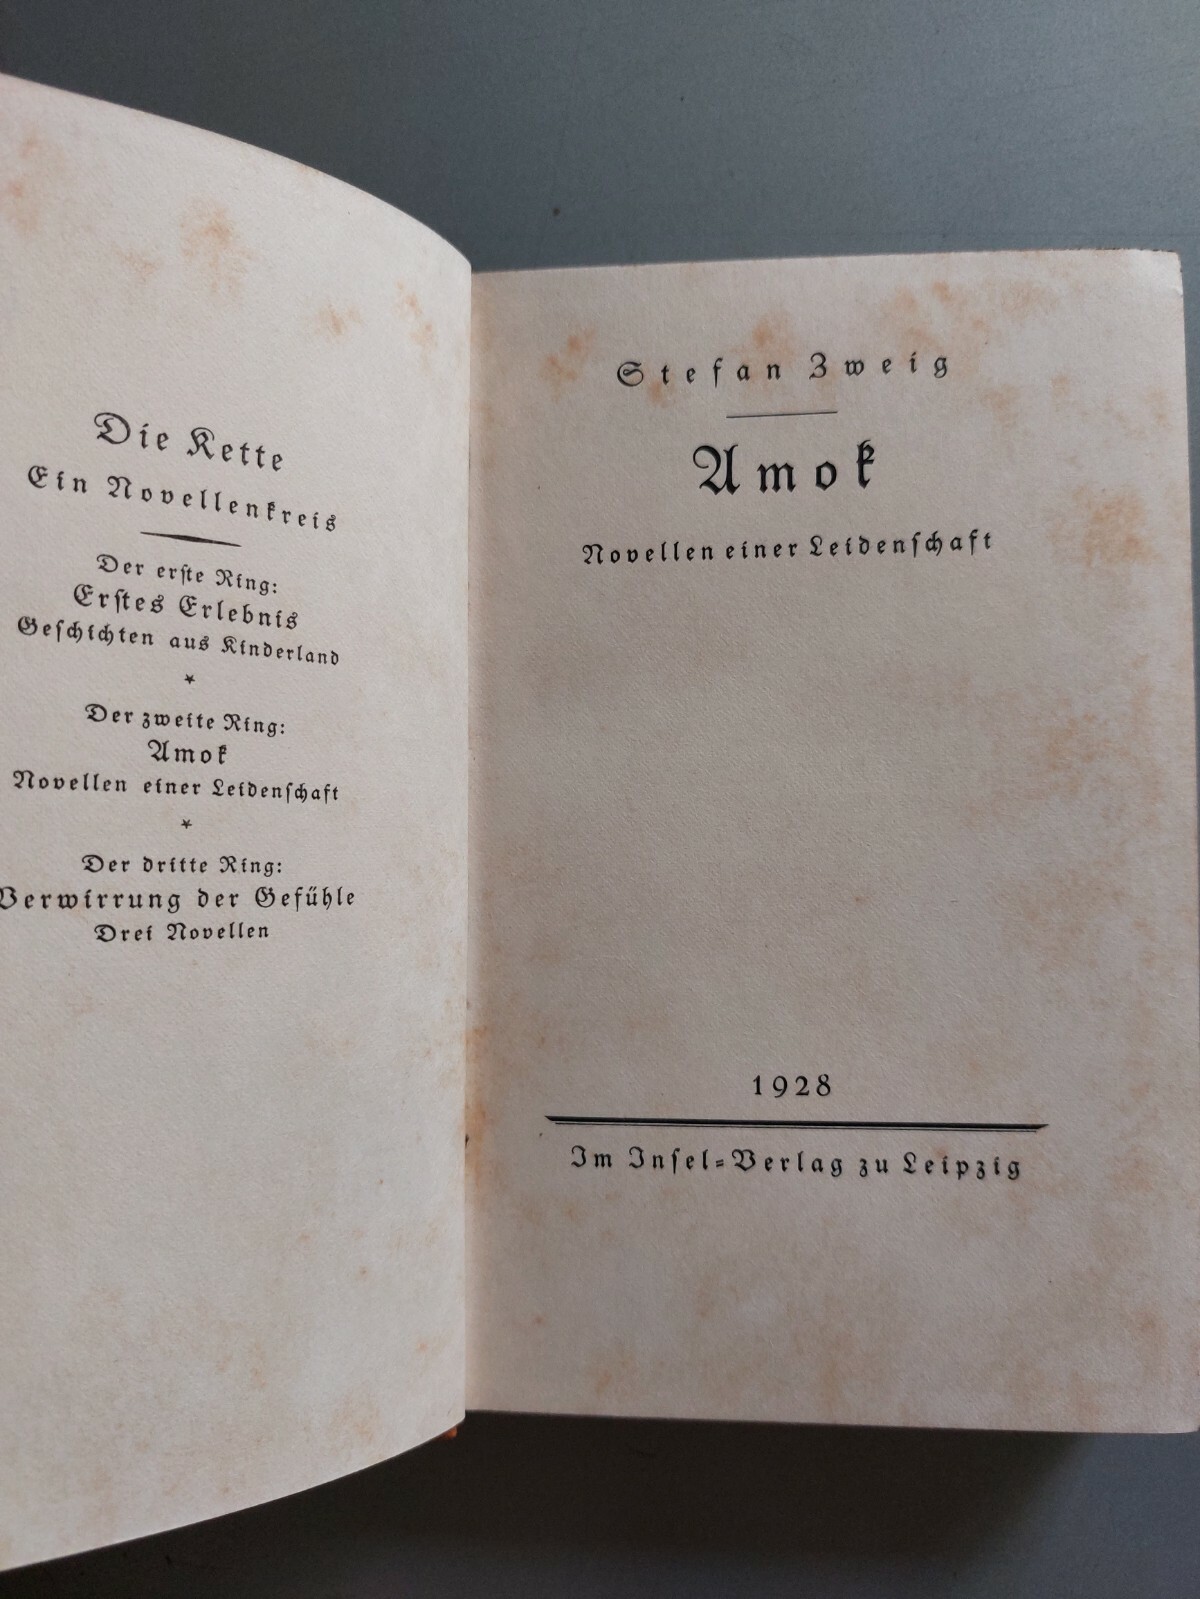 Die Kette
Ein Novellenkreis
Der erſte Ring:
Erſtes Erlebnis
Geſchichten aus Kinderland
*
Der zweite Ring:
Amok
Novellen einer Leidenſchaft
*
Der dritte Ring:
Verwirrung der Gefühle
Drei Novellen
Stefan Zweig
Amok
Novellen einer Leidenſchaft
1928
Im Inſel-Verlag zu Leipzig